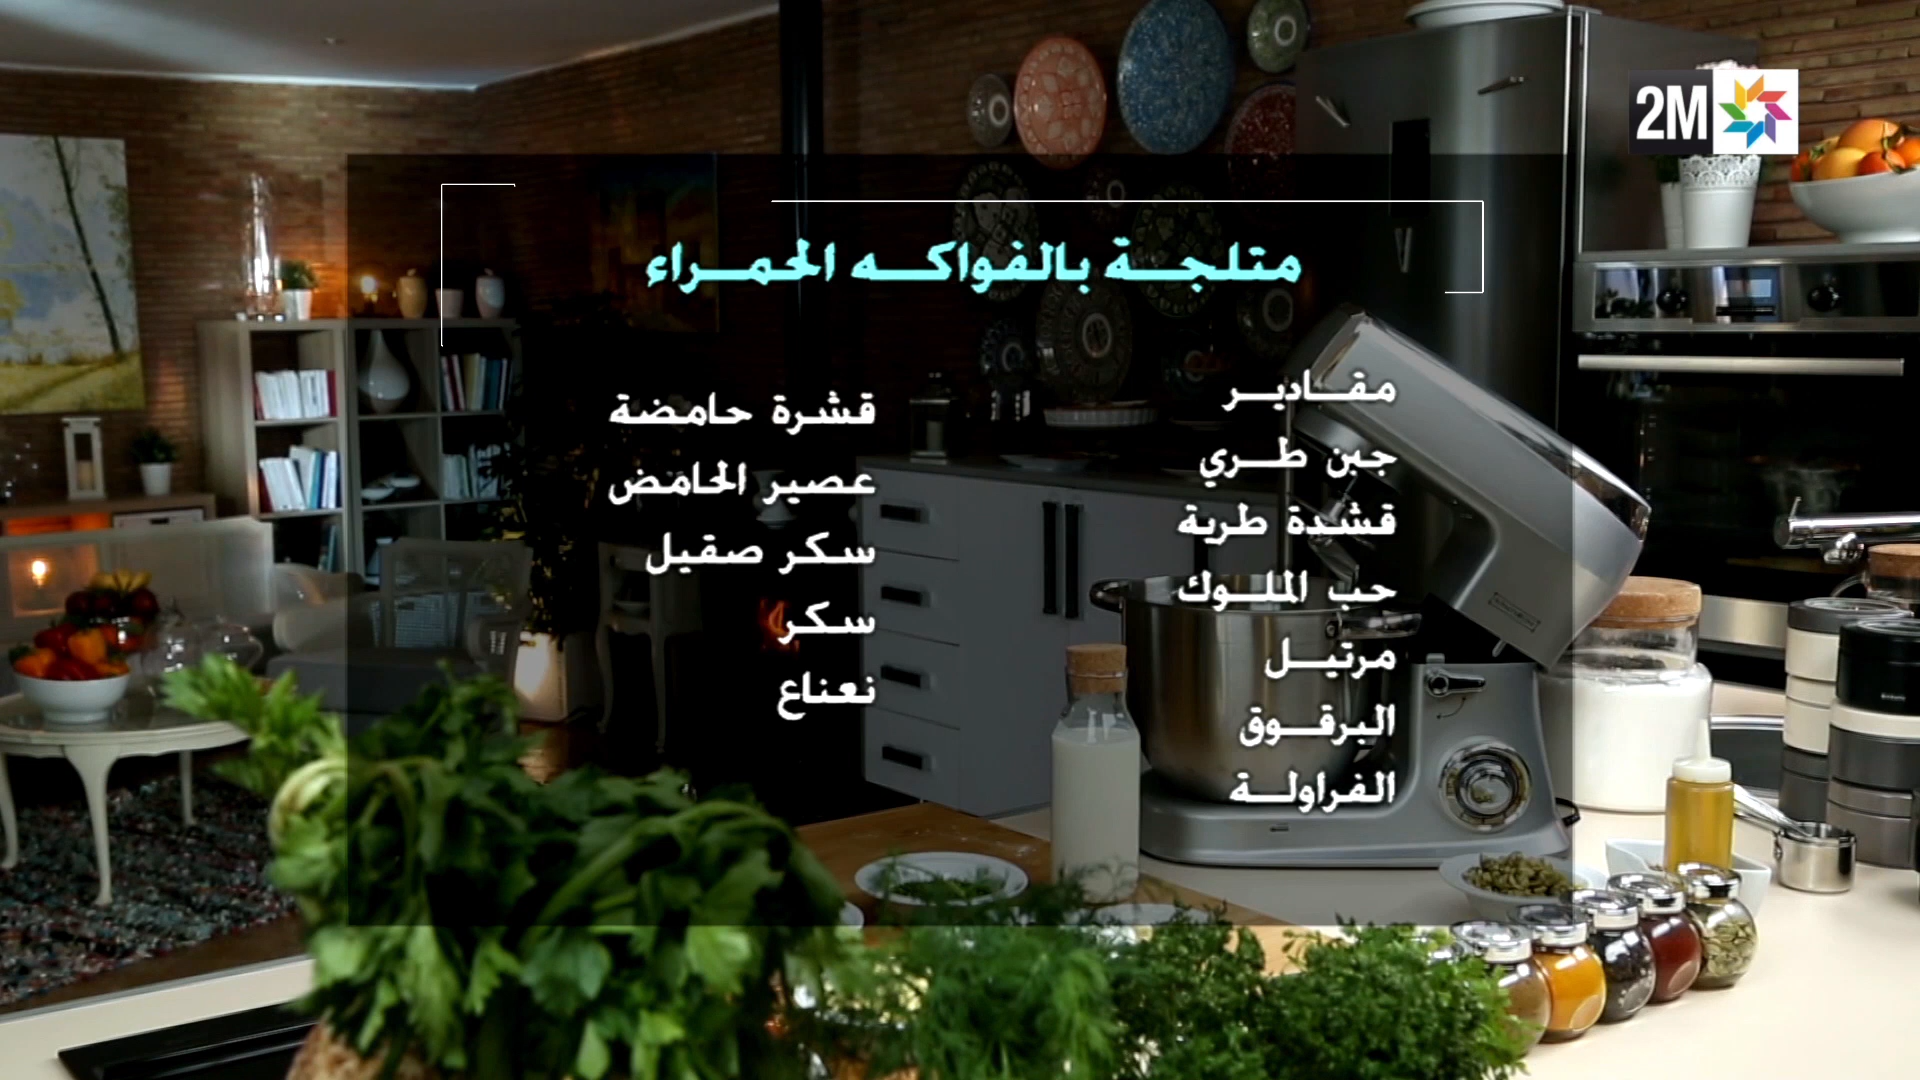 2M
متلجة بالفواكه الحمراء
مقادير
جبن طري
قشدة طرية
حب الملوك
مرتيل
البرقوق
الفراولة
قشرة حامضة
عصير الحامض
سكر صقيل
سكر
نعناع